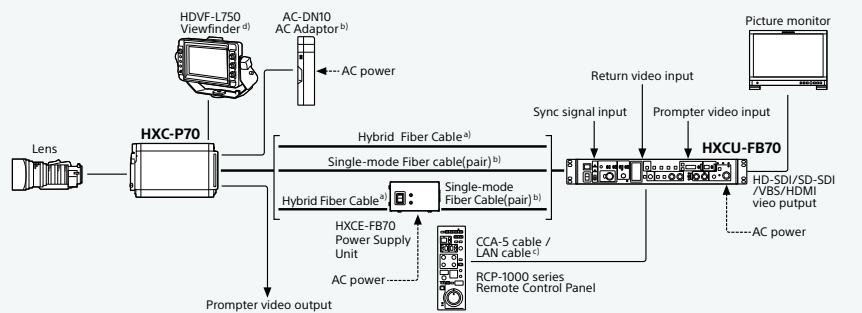 HDVF-L750
Viewfinder d)
AC-DN10
AC Adaptor b)
AC power
Picture monitor
Return video input
Sync signal input
Prompter video input
Lens
HXC-P70
Hybrid Fiber Cable a)
HXCU-FB70
Single-mode Fiber cable(pair) b)
HD-SDI/SD-SDI
/VBS/HDMI
vieo putput
Hybrid Fiber Cable a)
Single-mode
Fiber Cable(pair) b)
HXCE-FB70
Power Supply
Unit
AC power
CCA-5 cable /
LAN cable c)
AC power
RCP-1000 series
Remote Control Panel
Prompter video output